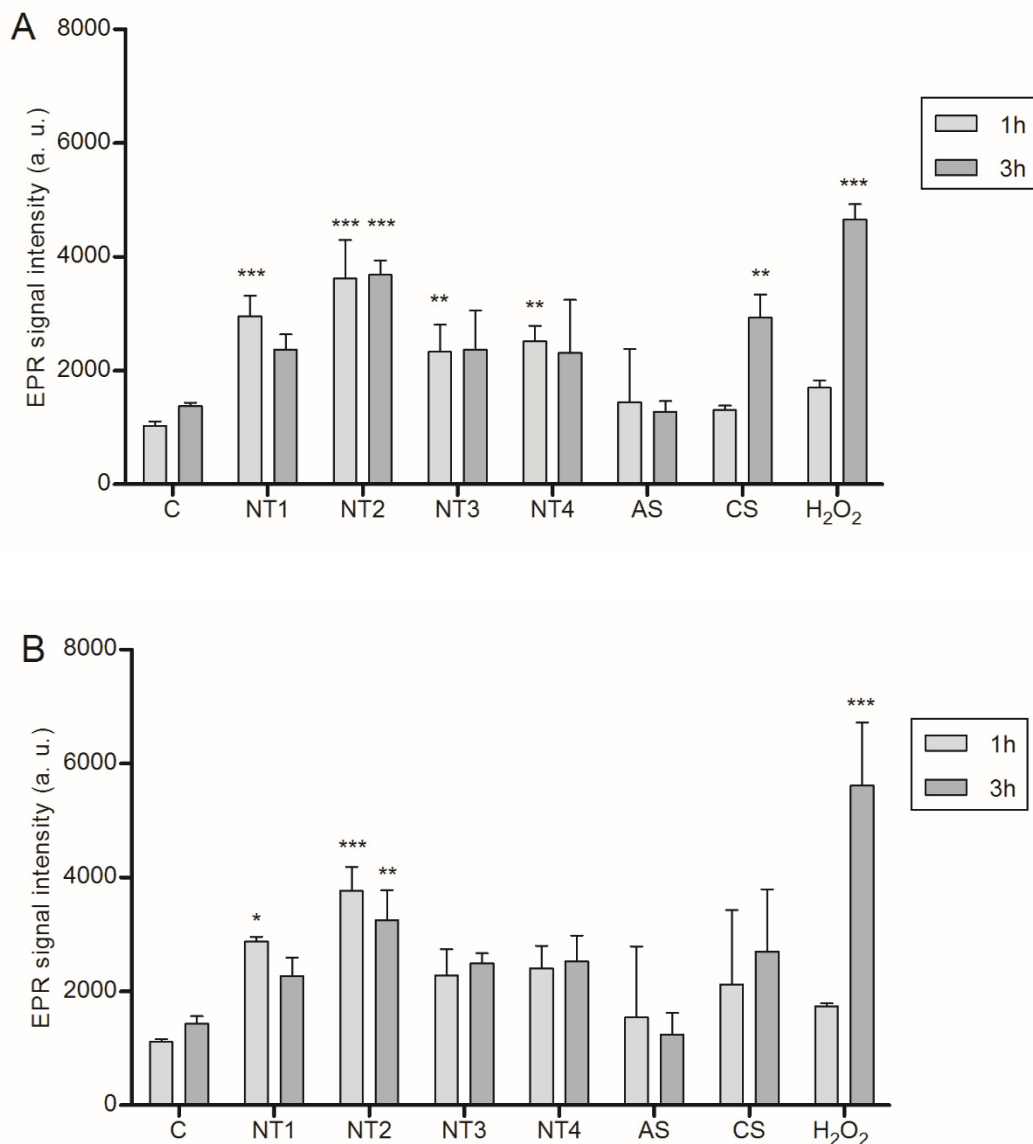 A
8000
6000
4000
2000
0
EPR signal intensity (a. u.)
*** *** *** ** ** ** ***
C NT1 NT2 NT3 NT4 AS CS H₂O₂
1h
3h
B
8000
6000
4000
2000
0
EPR signal intensity (a. u.)
* *** ** ***
C NT1 NT2 NT3 NT4 AS CS H₂O₂
1h
3h